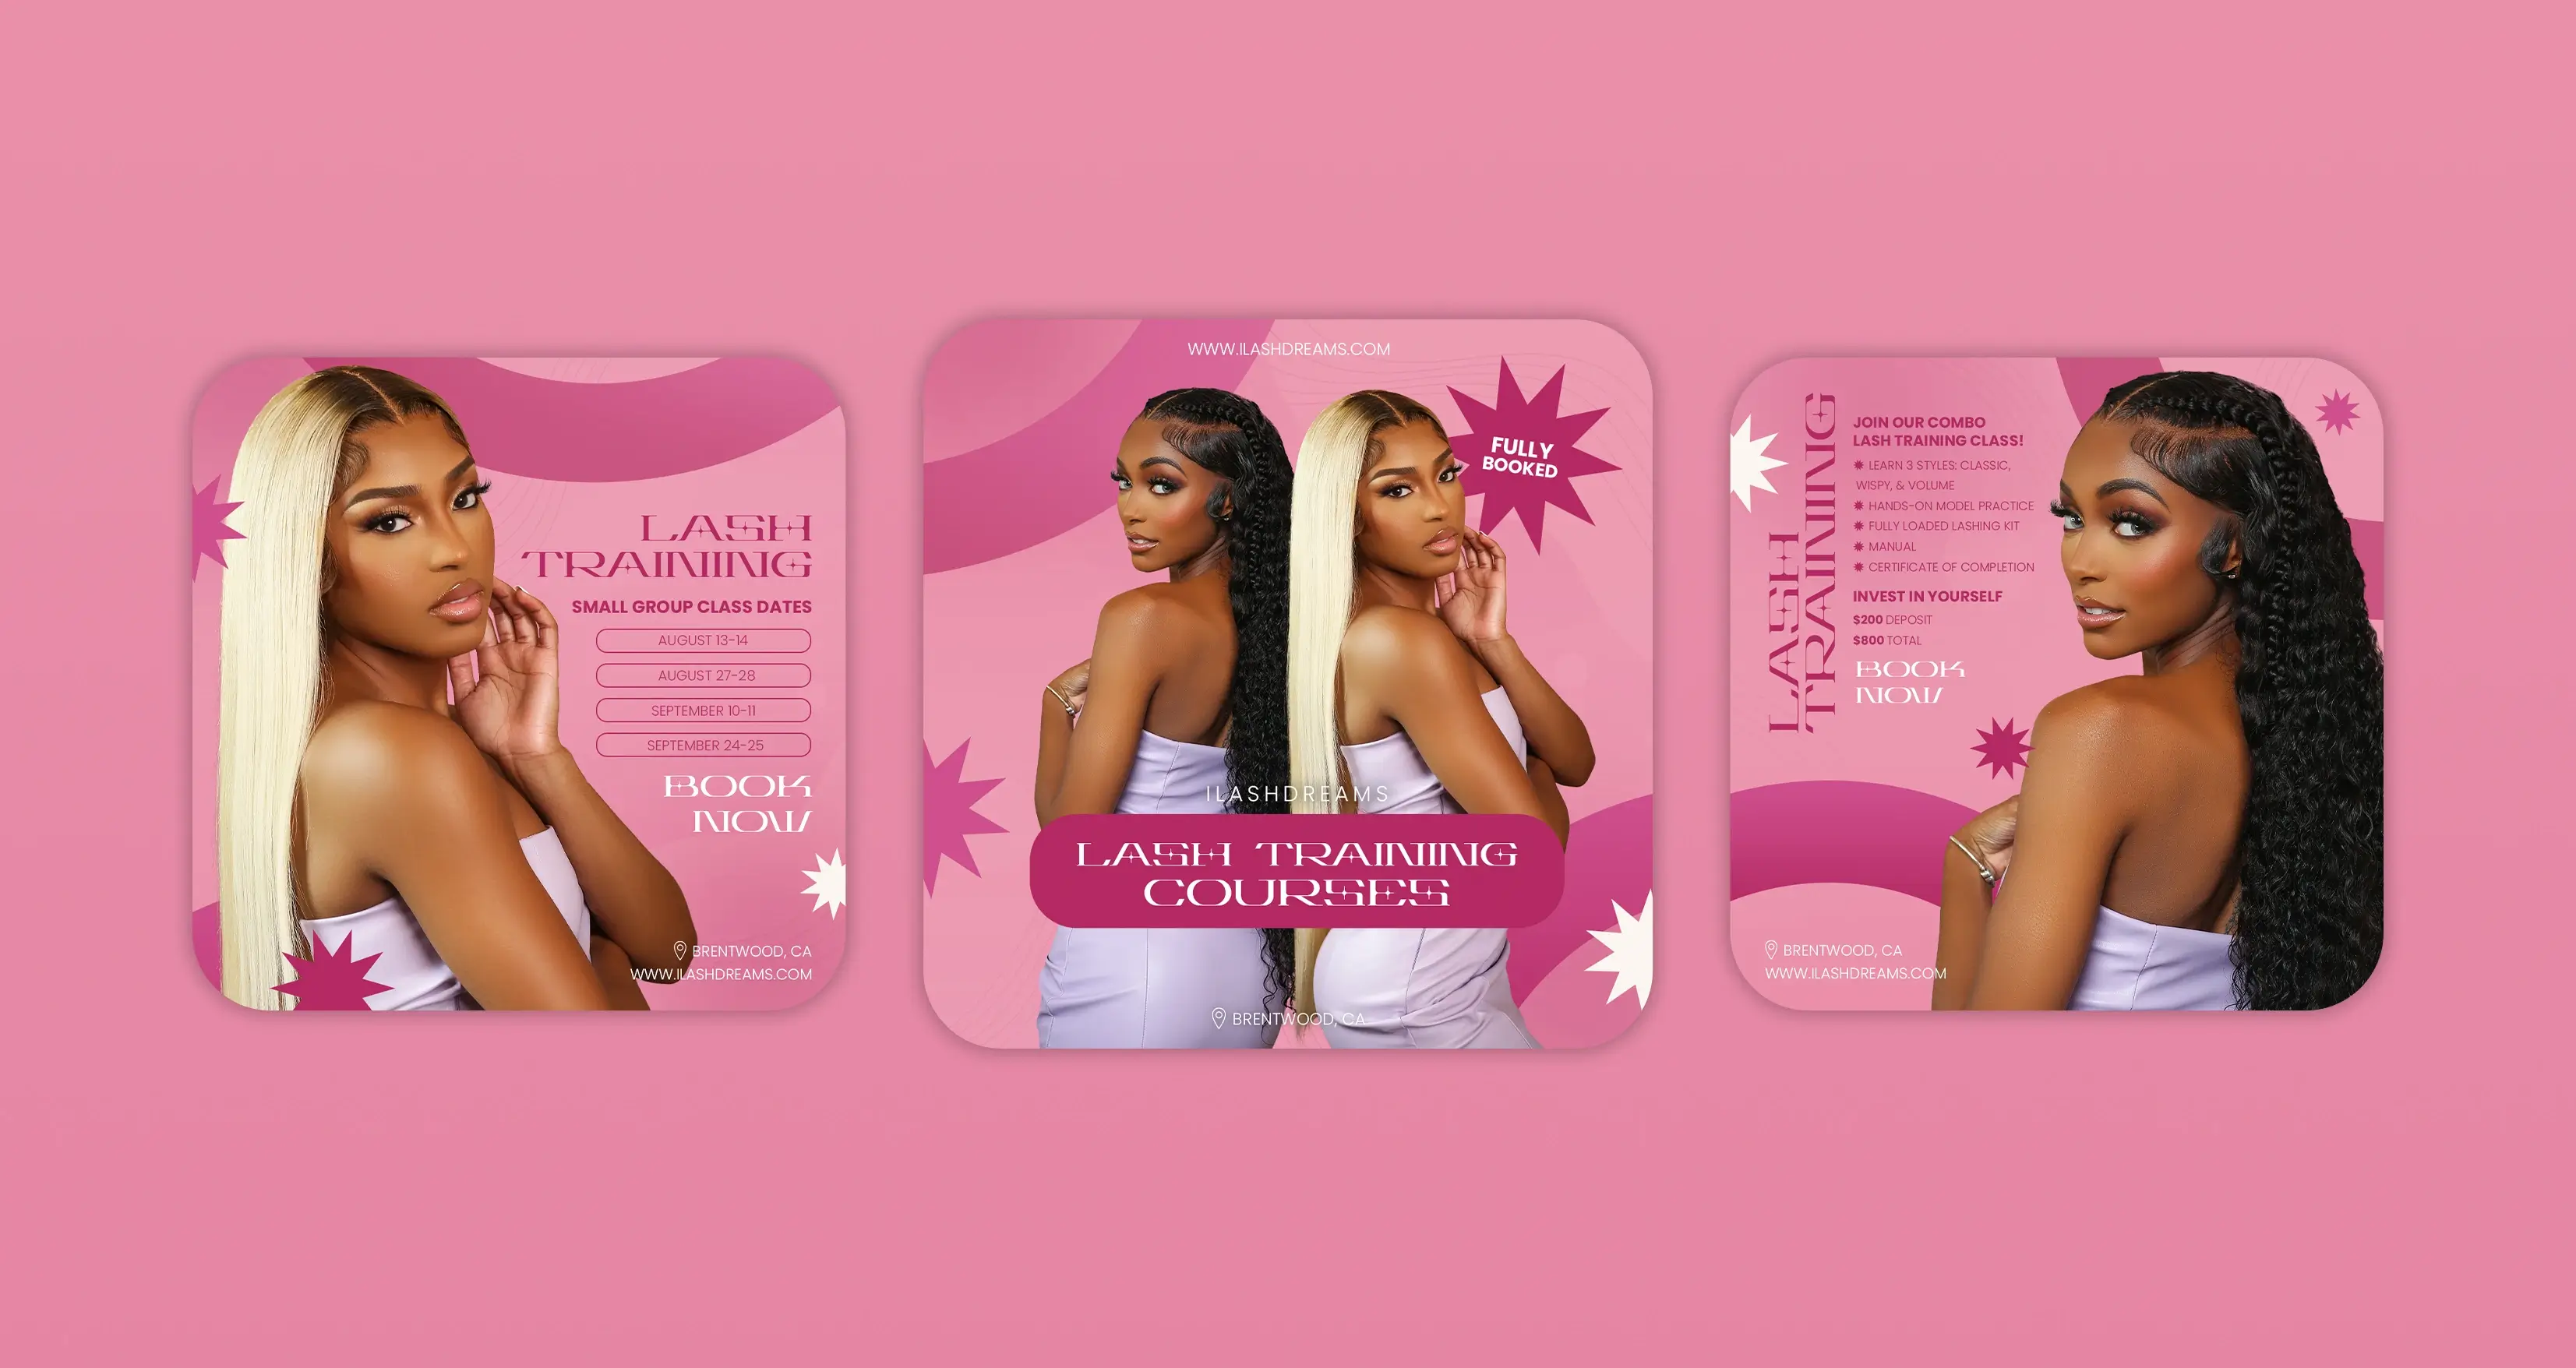 LASH
TRAINING
SMALL GROUP CLASS DATES
AUGUST 13-14
AUGUST 27-28
SEPTEMBER 10-11
SEPTEMBER 24-25
BOOK
NOW
BRENTWOOD, CA
WWW.ILASHDREAMS.COM
WWW.ILASHDREAMS.COM
FULLY
BOOKED
ILASHDREAMS
LASH TRAINING
COURSES
BRENTWOOD, CA
LASH
TRAINING
JOIN OUR COMBO
LASH TRAINING CLASS!
LEARN 3 STYLES: CLASSIC,
WISPY, & VOLUME
HANDS-ON MODEL PRACTICE
FULLY LOADED LASHING KIT
MANUAL
CERTIFICATE OF COMPLETION
INVEST IN YOURSELF
$200 DEPOSIT
$800 TOTAL
BOOK
NOW
BRENTWOOD, CA
WWW.ILASHDREAMS.COM